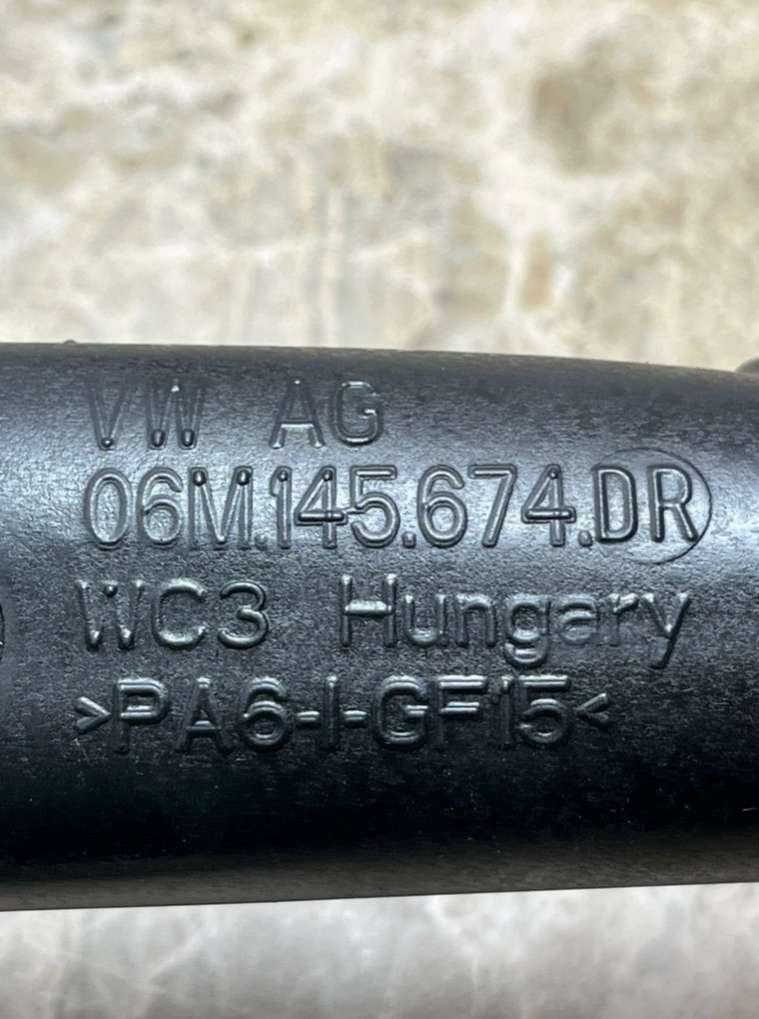 VW AG
06M.145.674.DR
WC3 Hungary
>PA6-I-GF15<